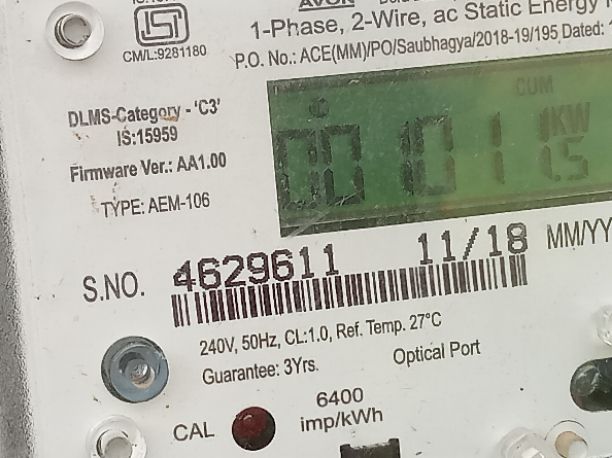 AVON
CM/L:9281180
1-Phase, 2-Wire, ac Static Energy
P.O. No.: ACE(MM)/PO/Saubhagya/2018-19/195 Dated:
DLMS-Category - 'C3'
IS:15959
Firmware Ver.: AA1.00
TYPE: AEM-106
CUM
KW
S.NO. 4629611 11/18 MM/YY
240V, 50Hz, CL:1.0, Ref. Temp. 27°C
Guarantee: 3Yrs.
Optical Port
CAL
6400
imp/kWh